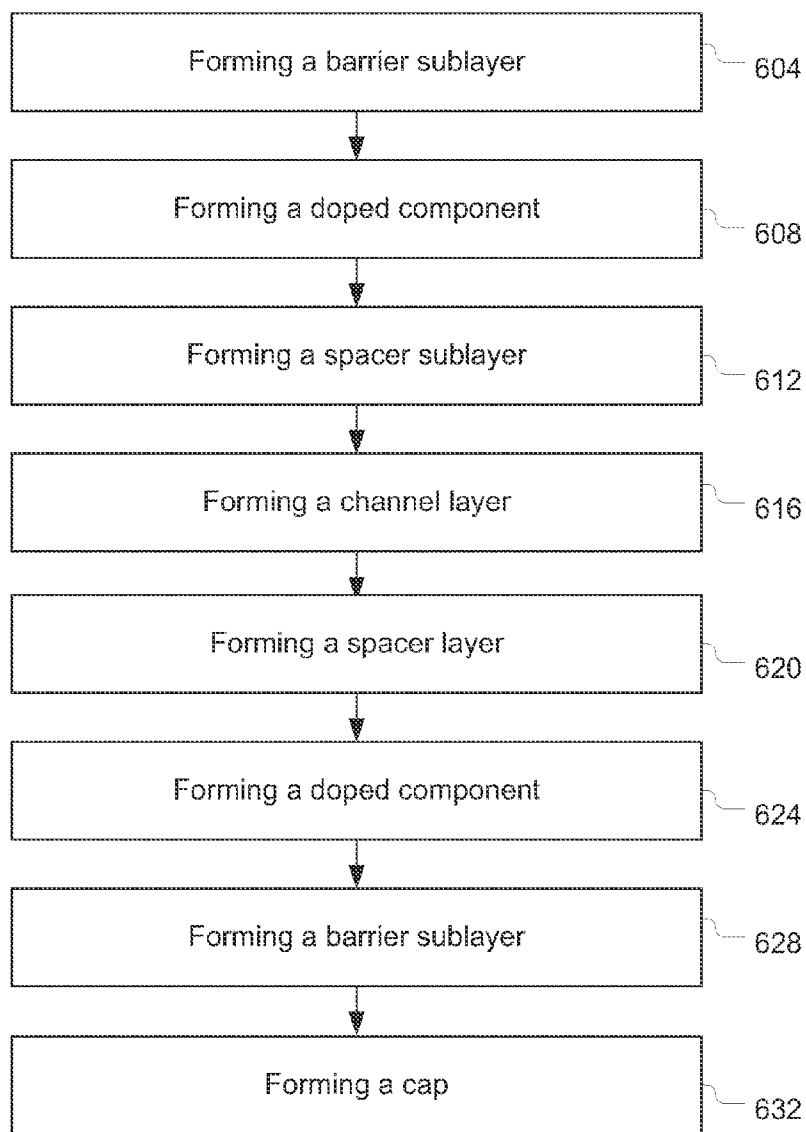 Forming a barrier sublayer
604
Forming a doped component
608
Forming a spacer sublayer
612
Forming a channel layer
616
Forming a spacer layer
620
Forming a doped component
624
Forming a barrier sublayer
628
Forming a cap
632